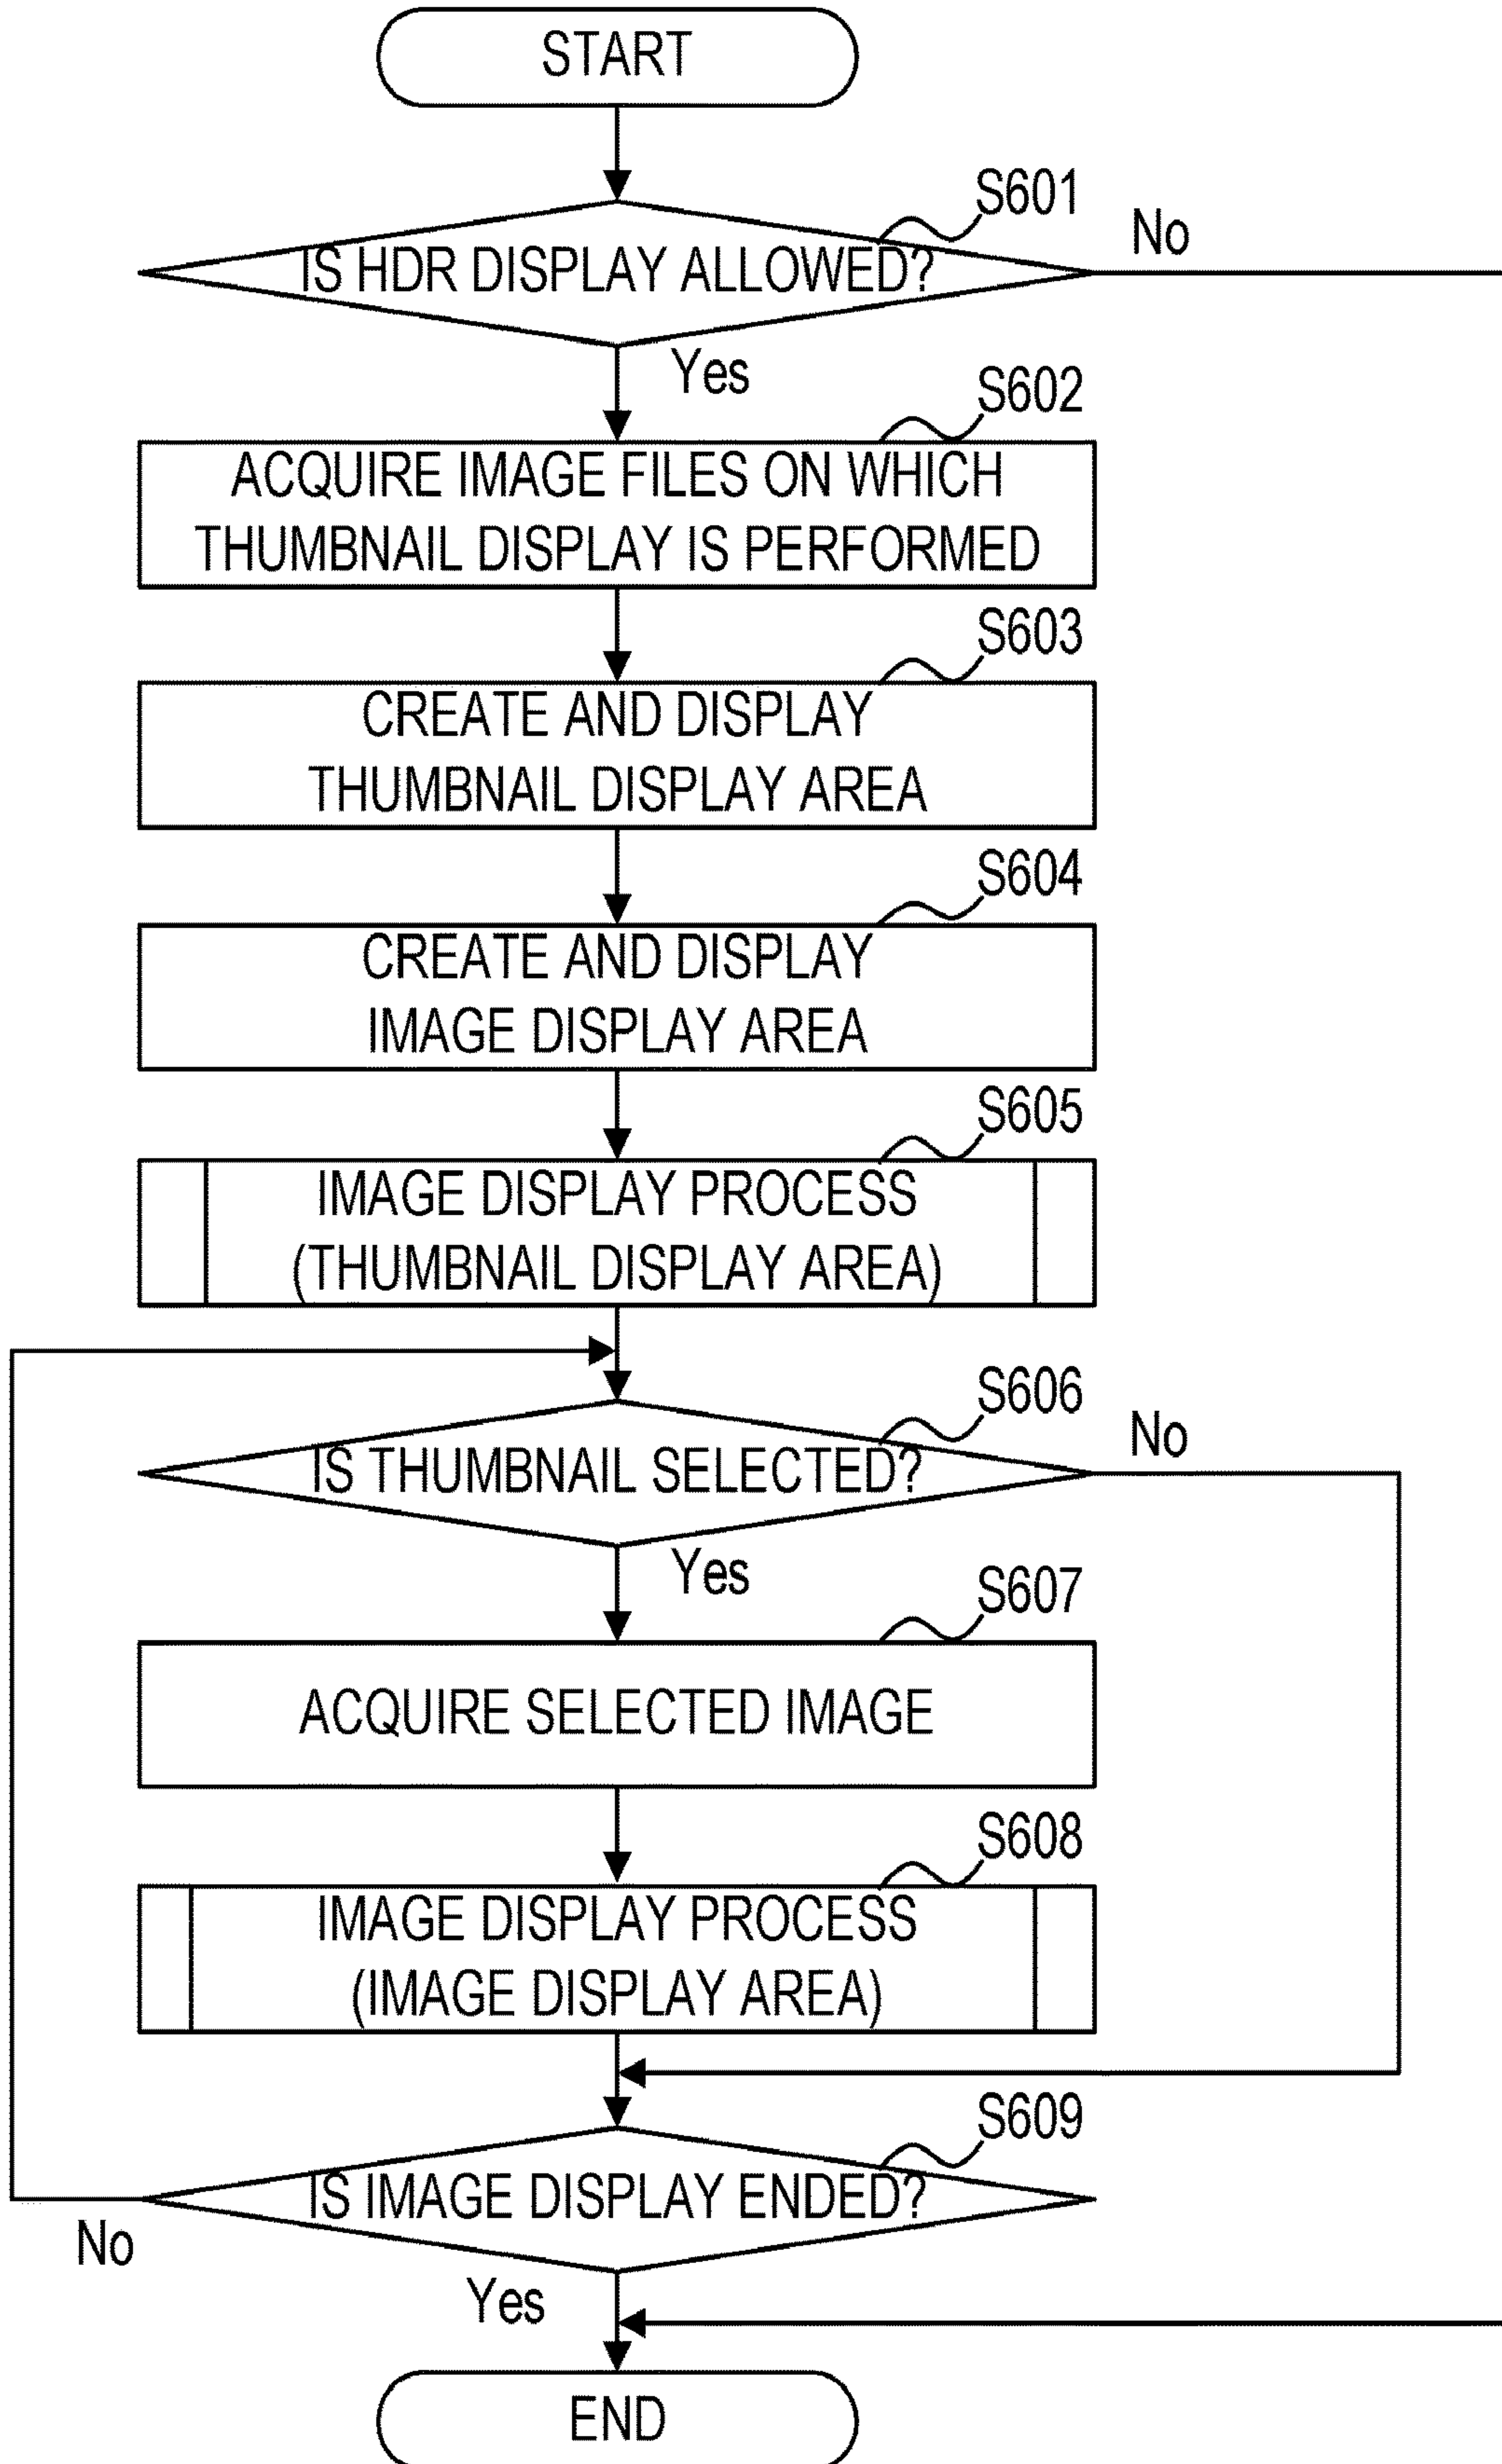 START
S601
IS HDR DISPLAY ALLOWED?
No
Yes
S602
ACQUIRE IMAGE FILES ON WHICH
THUMBNAIL DISPLAY IS PERFORMED
S603
CREATE AND DISPLAY
THUMBNAIL DISPLAY AREA
S604
CREATE AND DISPLAY
IMAGE DISPLAY AREA
S605
IMAGE DISPLAY PROCESS
(THUMBNAIL DISPLAY AREA)
S606
IS THUMBNAIL SELECTED?
No
Yes
S607
ACQUIRE SELECTED IMAGE
S608
IMAGE DISPLAY PROCESS
(IMAGE DISPLAY AREA)
S609
IS IMAGE DISPLAY ENDED?
No
Yes
END